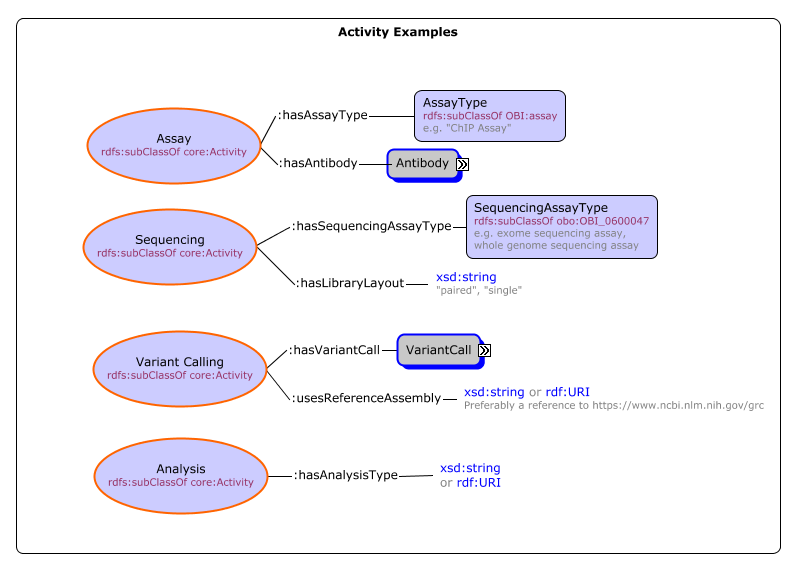 Activity Examples
Assay
rdfs:subClassOf core:Activity
:hasAssayType
AssayType
rdfs:subClassOf OBI:assay
e.g. "ChIP Assay"
:hasAntibody
Antibody
Sequencing
rdfs:subClassOf core:Activity
:hasSequencingAssayType
SequencingAssayType
rdfs:subClassOf obo:OBI_0600047
e.g. exome sequencing assay,
whole genome sequencing assay
:hasLibraryLayout
xsd:string
"paired", "single"
Variant Calling
rdfs:subClassOf core:Activity
:hasVariantCall
VariantCall
:usesReferenceAssembly
xsd:string or rdf:URI
Preferably a reference to https://www.ncbi.nlm.nih.gov/grc
Analysis
rdfs:subClassOf core:Activity
:hasAnalysisType
xsd:string
or rdf:URI